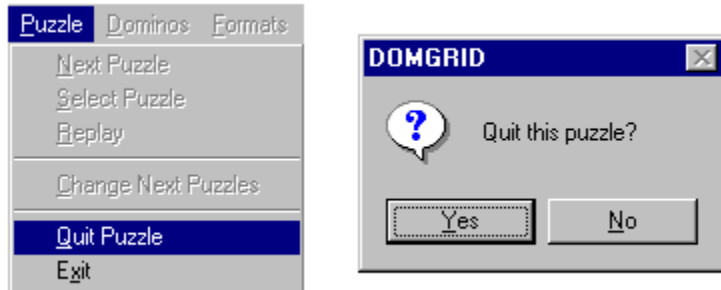 Puzzle Dominos Formats
Next Puzzle
Select Puzzle
Replay
Change Next Puzzles
Quit Puzzle
Exit
DOMGRID
?
Quit this puzzle?
Yes No